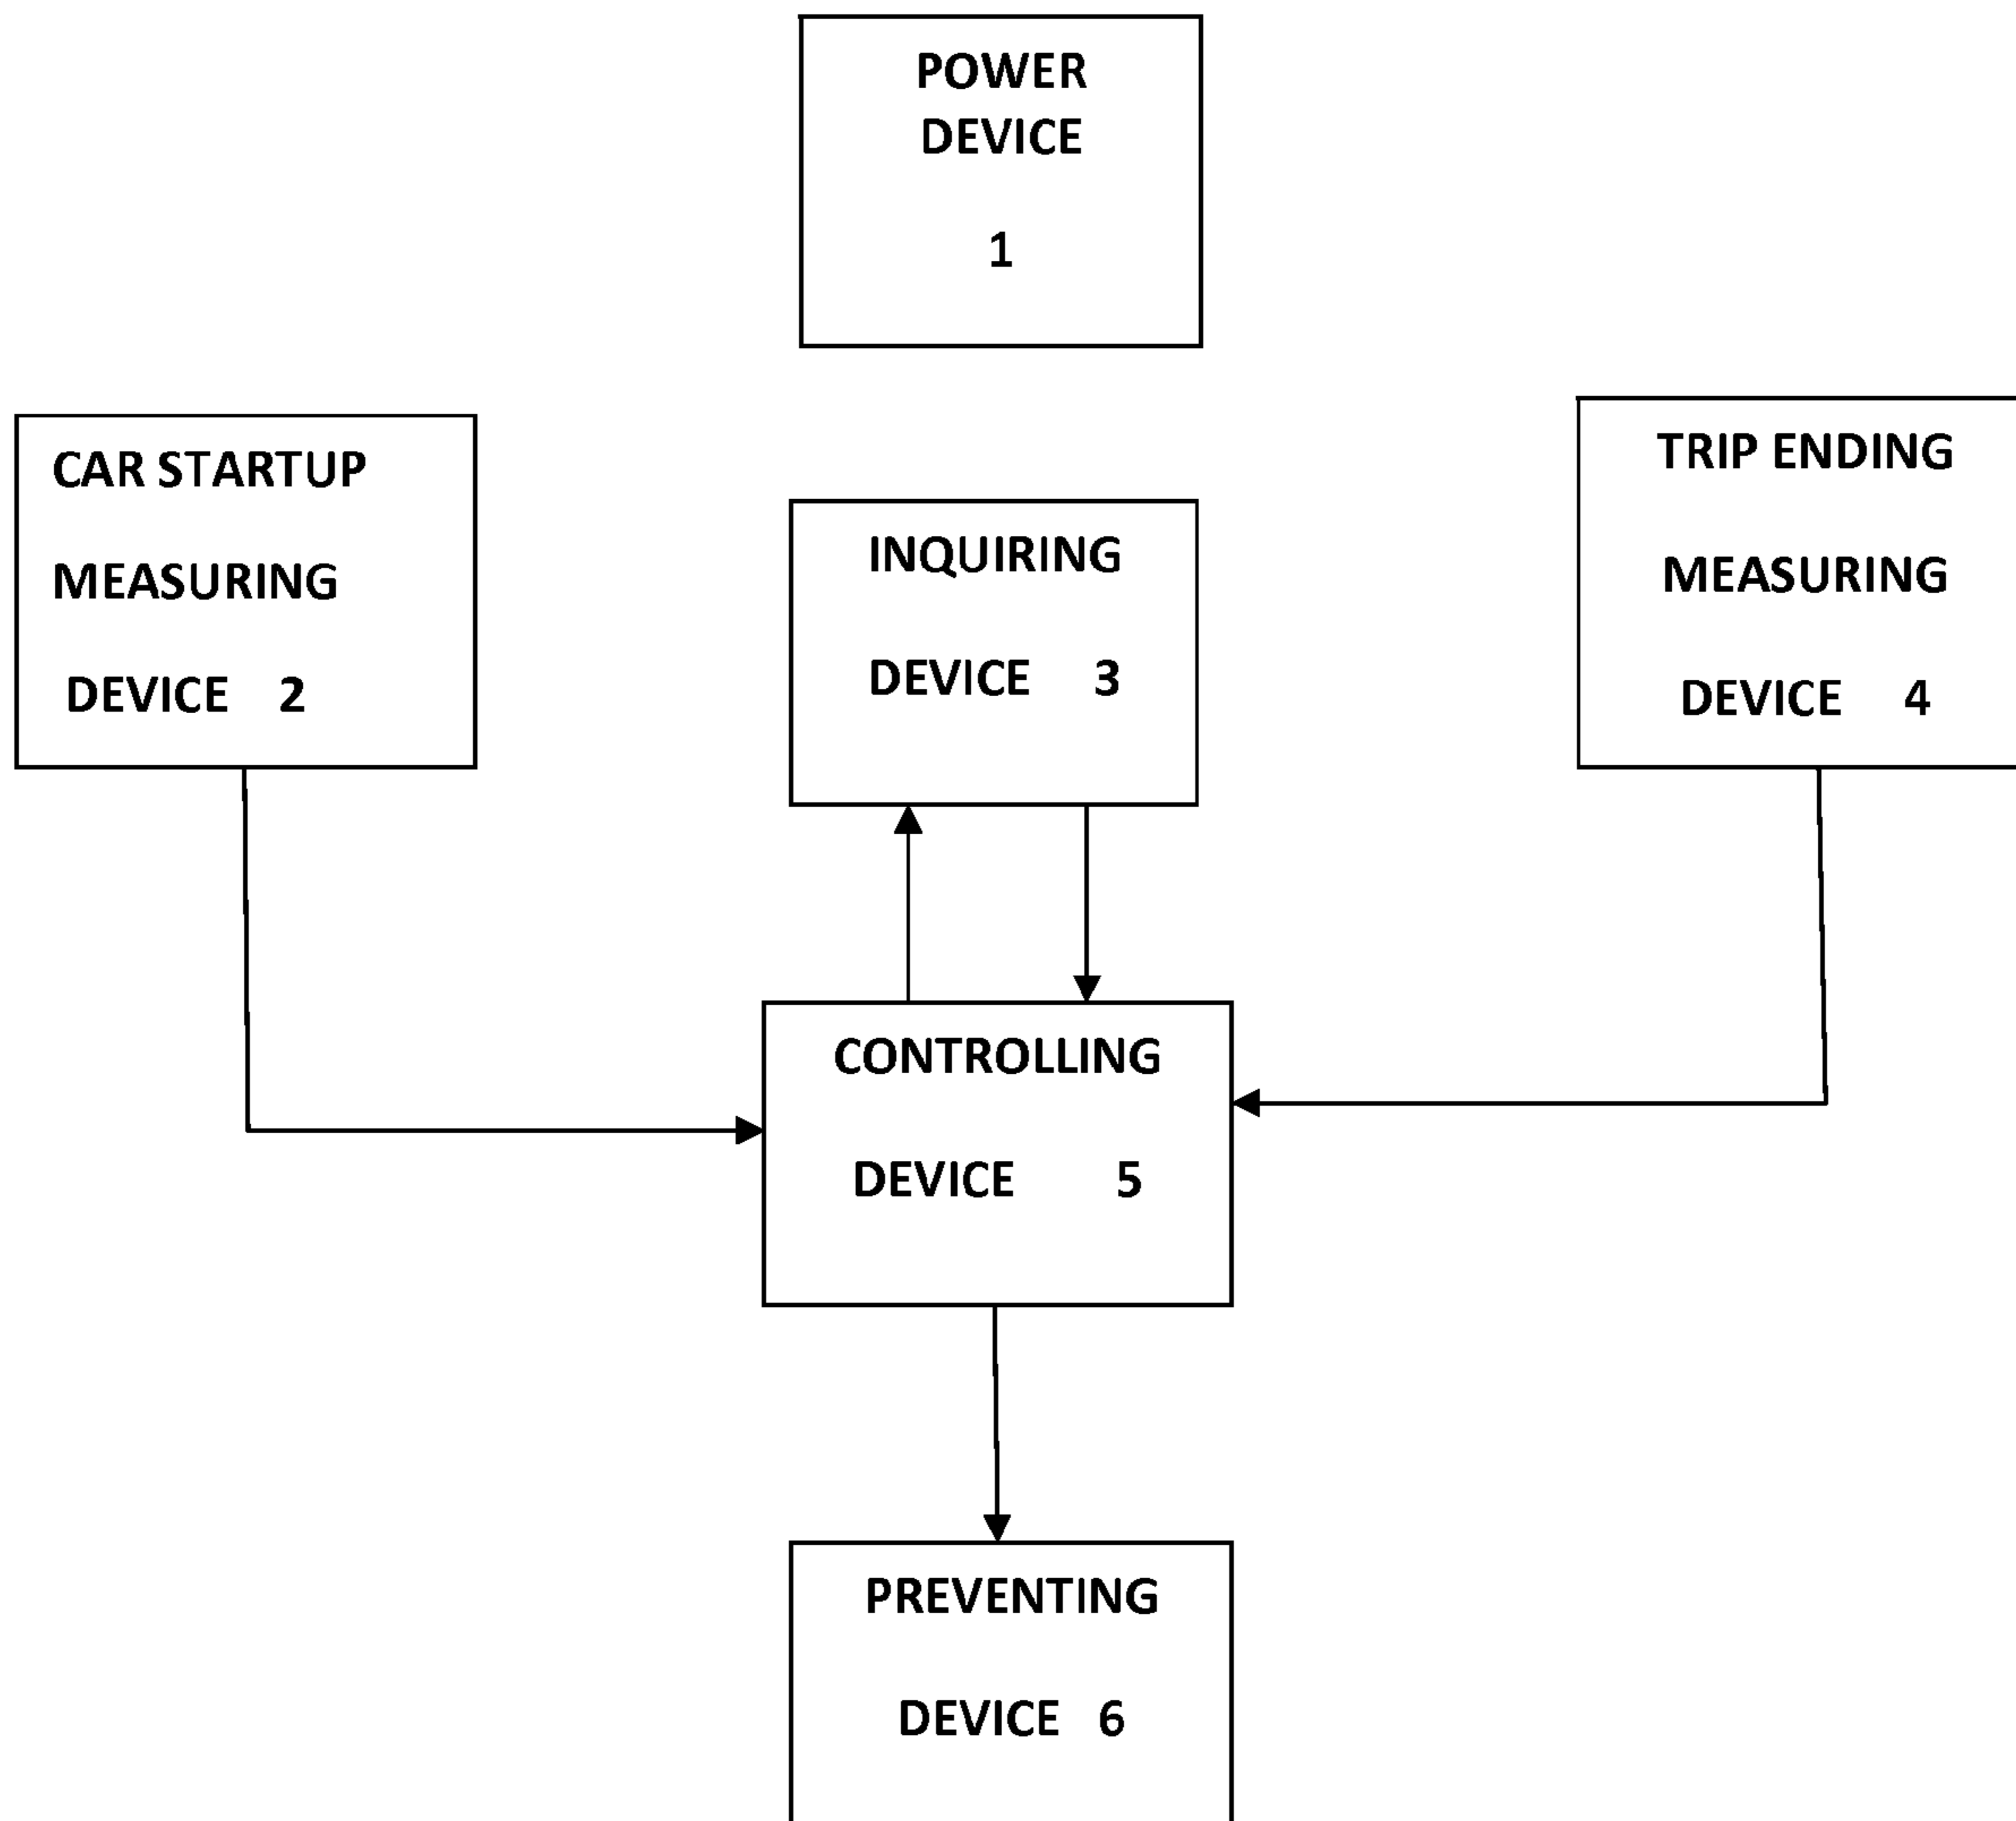 POWER
DEVICE
1
CAR STARTUP
MEASURING
DEVICE 2
INQUIRING
DEVICE 3
TRIP ENDING
MEASURING
DEVICE 4
CONTROLLING
DEVICE 5
PREVENTING
DEVICE 6